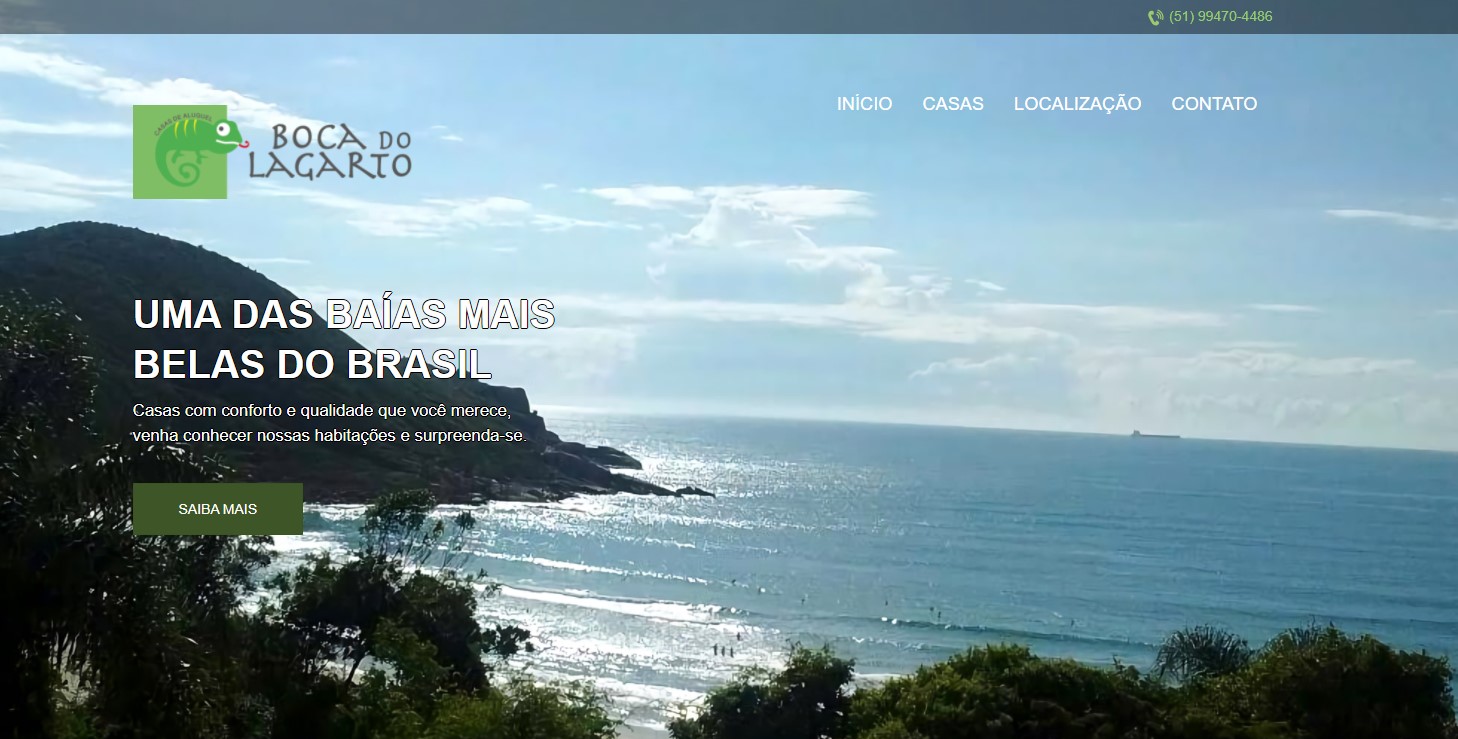 (51) 99470-4486
INÍCIO CASAS LOCALIZAÇÃO CONTATO
CASAS DE ALUGUEL
BOCA DO
LAGARTO
UMA DAS BAÍAS MAIS
BELAS DO BRASIL
Casas com conforto e qualidade que você merece,
venha conhecer nossas habitações e surpreenda-se.
SAIBA MAIS